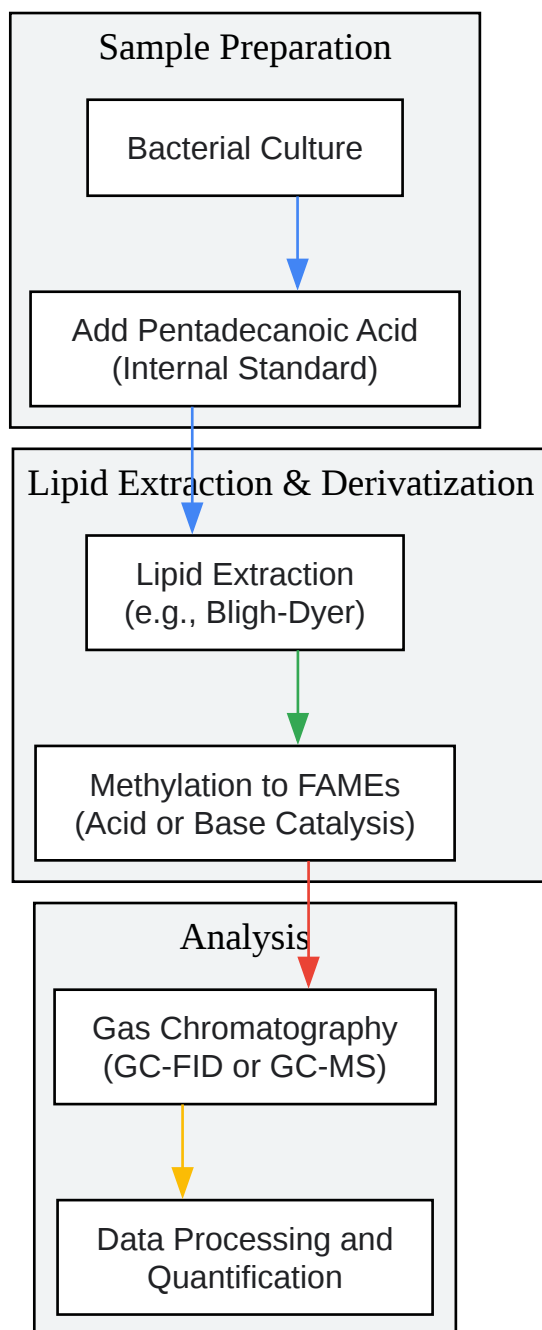 Sample Preparation
Bacterial Culture
Add Pentadecanoic Acid
(Internal Standard)
Lipid Extraction & Derivatization
Lipid Extraction
(e.g., Bligh-Dyer)
Methylation to FAMEs
(Acid or Base Catalysis)
Analysis
Gas Chromatography
(GC-FID or GC-MS)
Data Processing and
Quantification